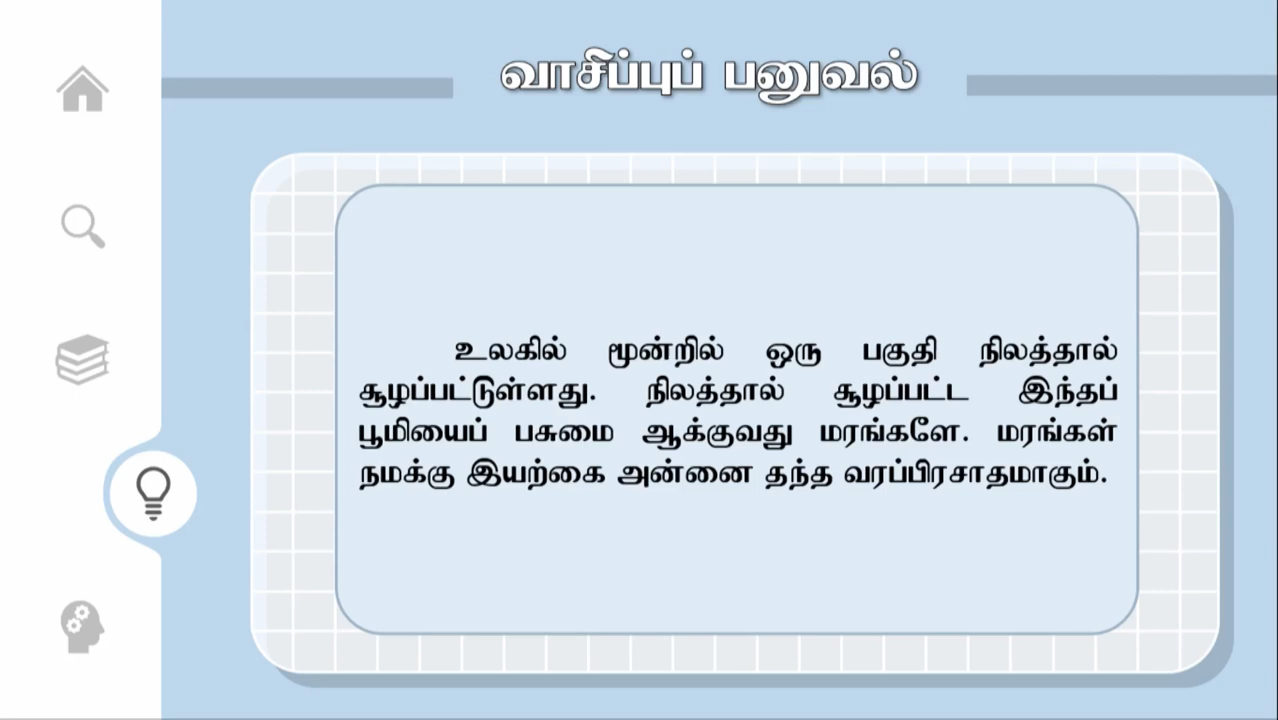 வாசிப்புப் பனுவல்
உலகில் மூன்றில் ஒரு பகுதி நிலத்தால்
சூழப்பட்டுள்ளது. நிலத்தால் சூழப்பட்ட இந்தப்
பூமியைப் பசுமை ஆக்குவது மரங்களே. மரங்கள்
நமக்கு இயற்கை அன்னை தந்த வரப்பிரசாதமாகும்.